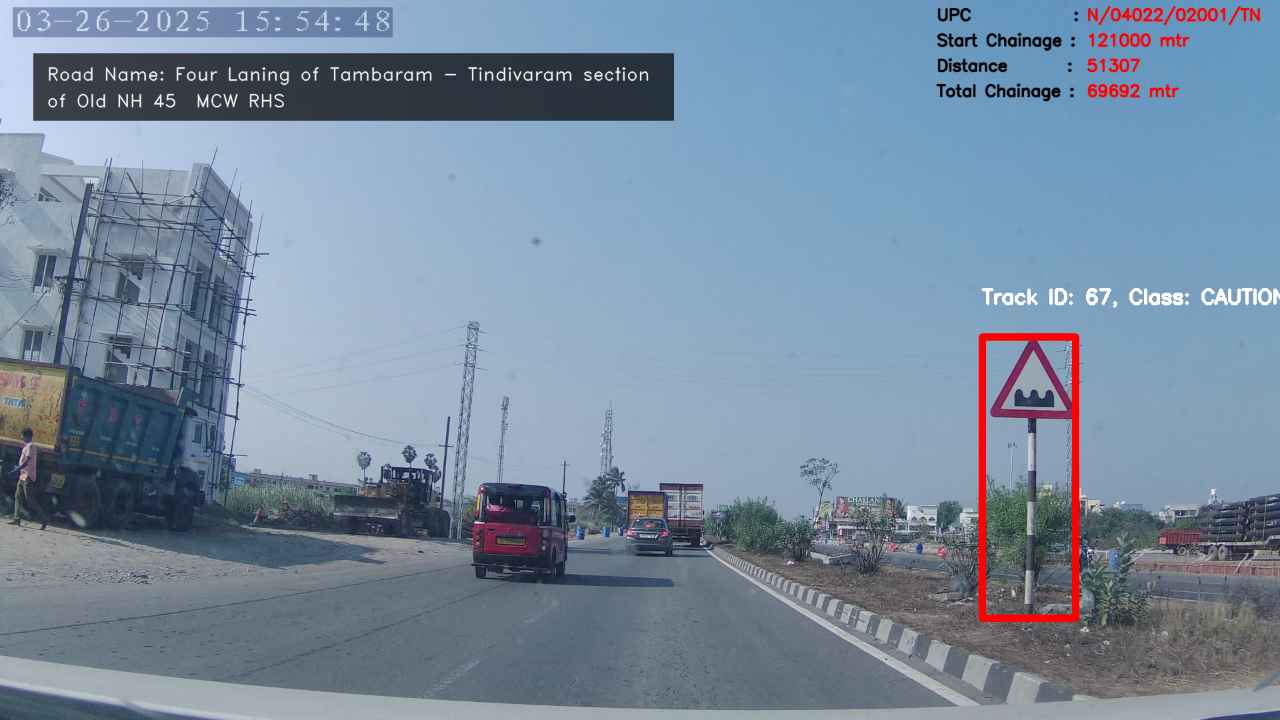 03-26-2025 15:54:48
Road Name: Four Laning of Tambaram - Tindivaram section
of Old NH 45 MCW RHS
UPC : N/04022/02001/TN
Start Chainage : 121000 mtr
Distance : 51307
Total Chainage : 69692 mtr
Track ID: 67, Class: CAUTION
TATA